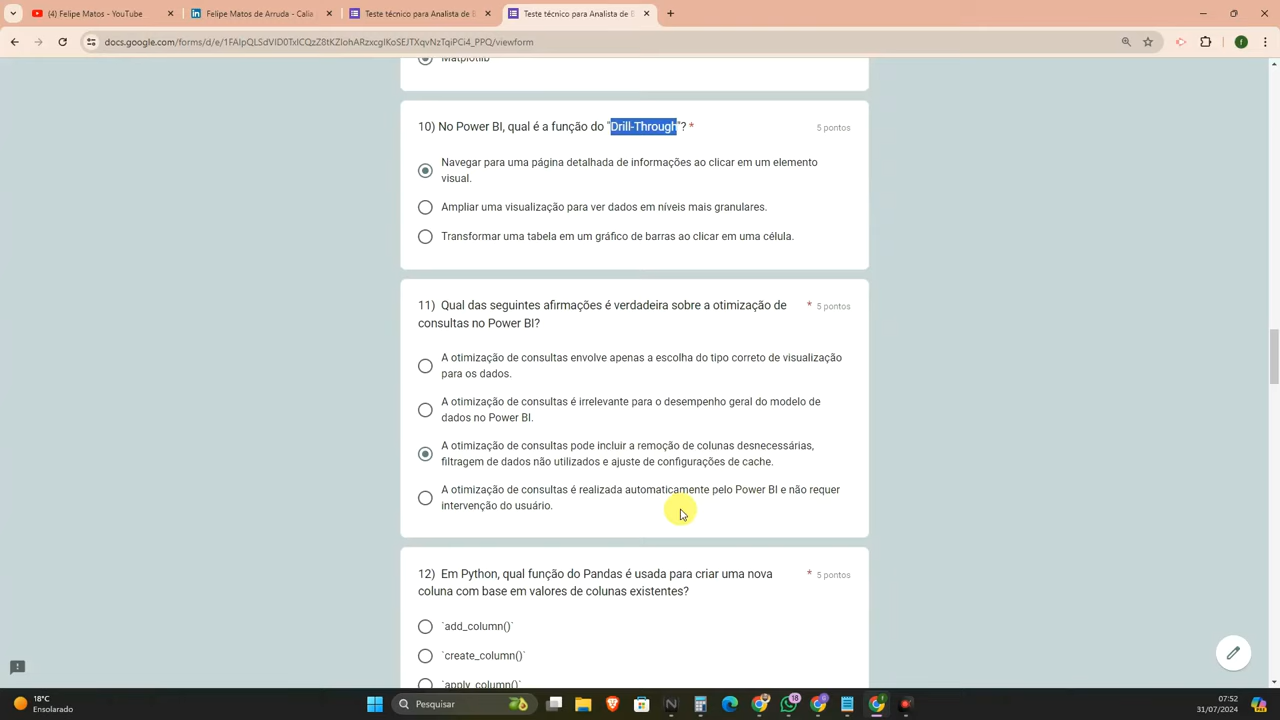 (4) Felipe Matos - YouTube
Felipe Matos de Arruda - Calie
Teste técnico para Analista de
Teste técnico para Analista de
docs.google.com/forms/d/e/1FAIpQLSdVID0TxICQzZ8tKZlohARzxcgIKoSEJTXqvNzTqiPCi4_PPQ/viewform
Matplotlib
10) No Power BI, qual é a função do "Drill-Through"? *
5 pontos
Navegar para uma página detalhada de informações ao clicar em um elemento
visual.
Ampliar uma visualização para ver dados em níveis mais granulares.
Transformar uma tabela em um gráfico de barras ao clicar em uma célula.
11) Qual das seguintes afirmações é verdadeira sobre a otimização de
consultas no Power BI?
* 5 pontos
A otimização de consultas envolve apenas a escolha do tipo correto de visualização
para os dados.
A otimização de consultas é irrelevante para o desempenho geral do modelo de
dados no Power BI.
A otimização de consultas pode incluir a remoção de colunas desnecessárias,
filtragem de dados não utilizados e ajuste de configurações de cache.
A otimização de consultas é realizada automaticamente pelo Power BI e não requer
intervenção do usuário.
12) Em Python, qual função do Pandas é usada para criar uma nova
coluna com base em valores de colunas existentes?
* 5 pontos
`add_column()`
`create_column()`
`apply_column()`
18°C
Ensolarado
Pesquisar
18
07:52
31/07/2024